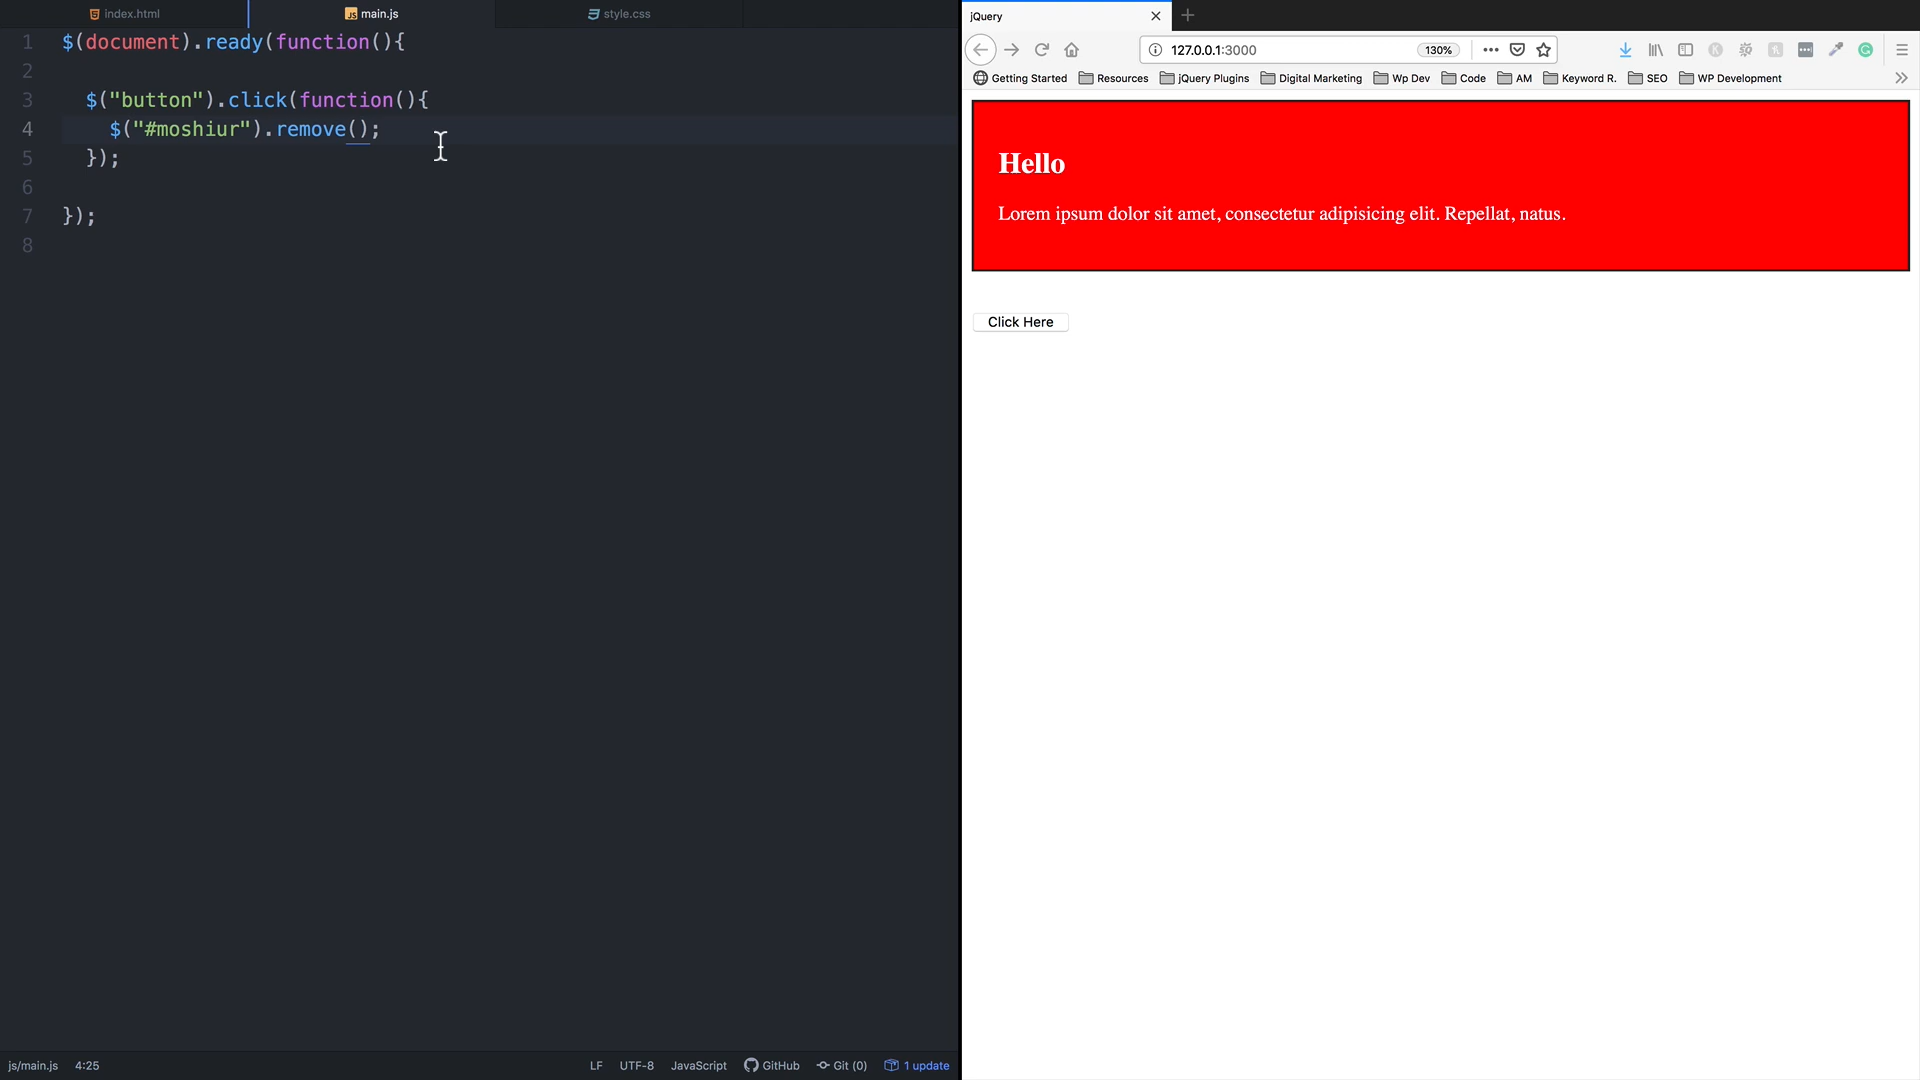 index.html
main.js
style.css
1 $(document).ready(function(){
2
3 $("button").click(function(){
4 $("#moshiur").remove();
5 });
6
7 });
8
js/main.js 4:25 LF UTF-8 JavaScript GitHub Git (0) 1 update
jQuery
127.0.0.1:3000 130%
Getting Started Resources jQuery Plugins Digital Marketing Wp Dev Code AM Keyword R. SEO WP Development
Hello
Lorem ipsum dolor sit amet, consectetur adipisicing elit. Repellat, natus.
Click Here